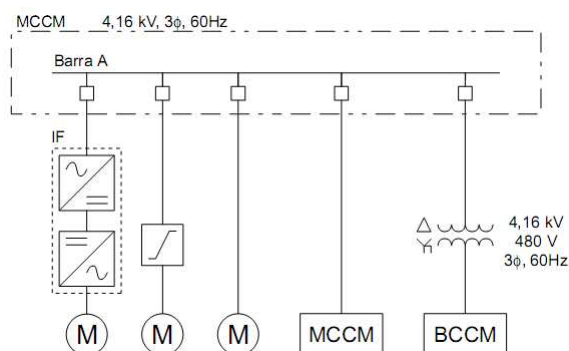 MCCM 4,16 kV, 3ϕ, 60Hz
Barra A
IF
4,16 kV
480 V
3ϕ, 60Hz
M M M MCCM BCCM